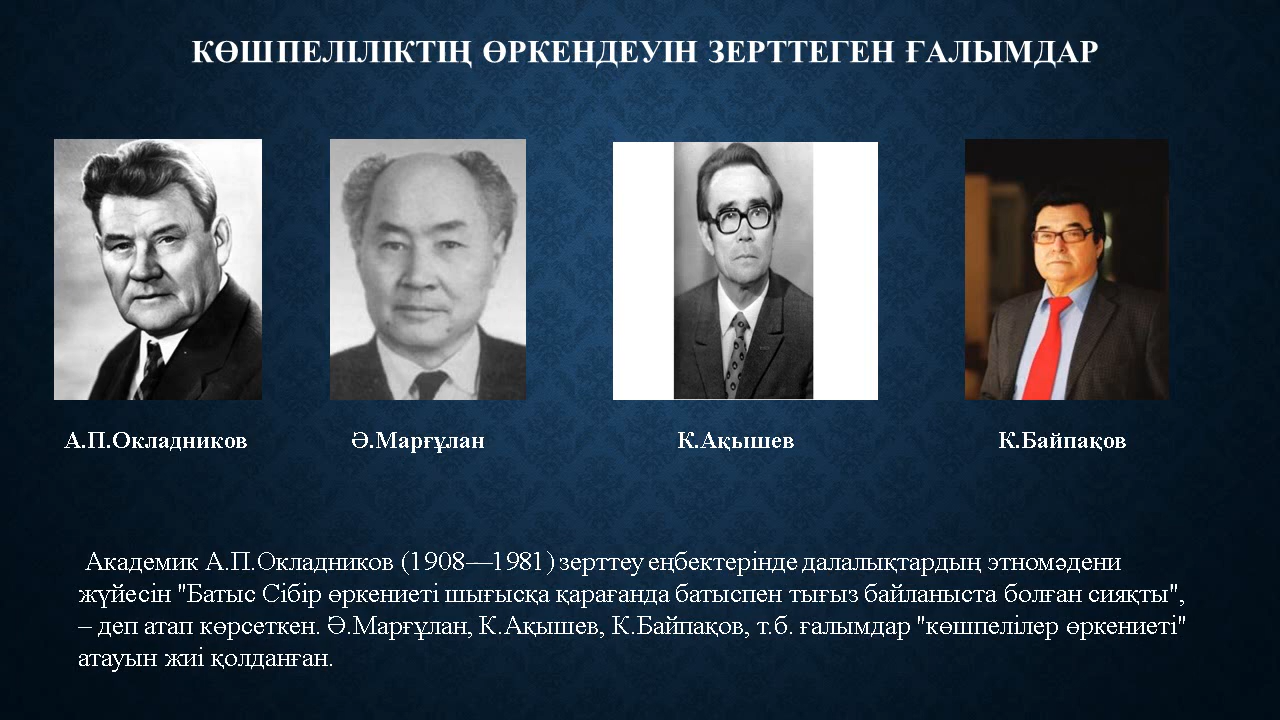 КӨШПЕЛІЛІКТІҢ ӨРКЕНДЕУІН ЗЕРТТЕГЕН ҒАЛЫМДАР
А.П.Окладников
Ә.Марғұлан
К.Ақышев
К.Байпақов
Академик А.П.Окладников (1908—1981) зерттеу еңбектерінде далалықтардың этномәдени
жүйесін "Батыс Сібір өркениеті шығысқа қарағанда батыспен тығыз байланыста болған сияқты",
– деп атап көрсеткен. Ә.Марғұлан, К.Ақышев, К.Байпақов, т.б. ғалымдар "көшпелілер өркениеті"
атауын жиі қолданған.